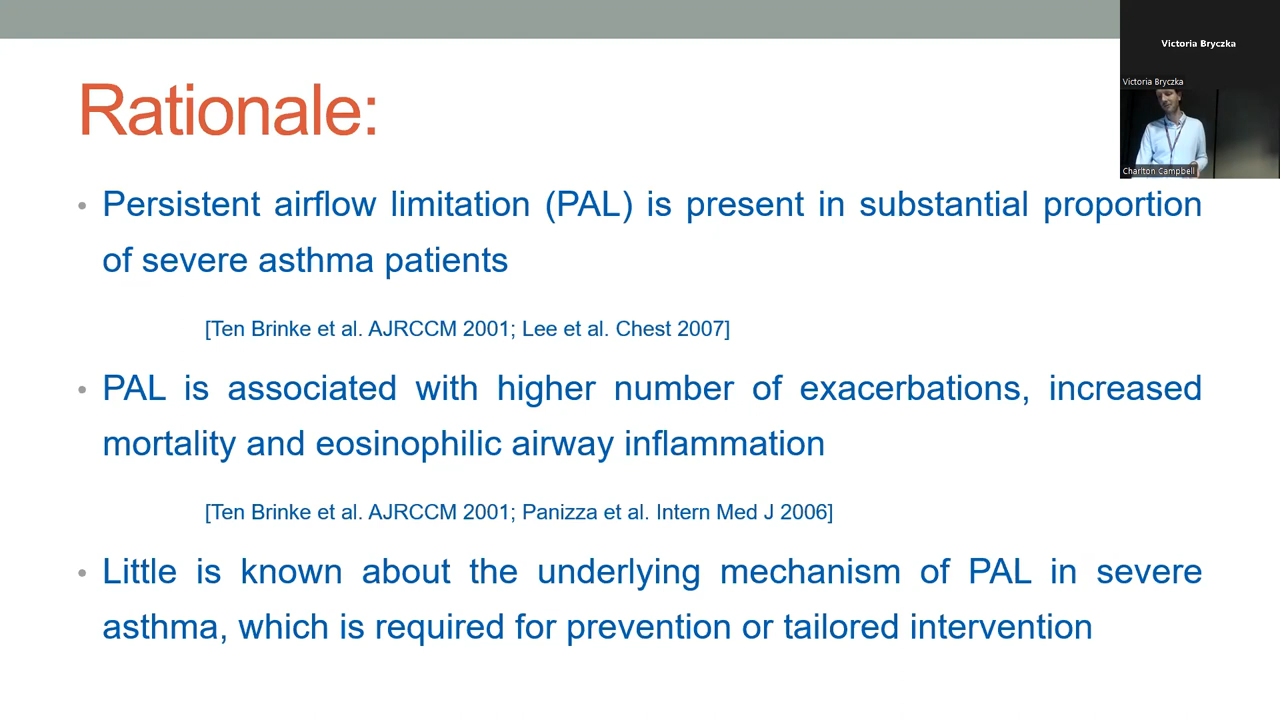 Victoria Bryczka
Victoria Bryczka
Charlton Campbell
Rationale:
• Persistent airflow limitation (PAL) is present in substantial proportion
of severe asthma patients
[Ten Brinke et al. AJRCCM 2001; Lee et al. Chest 2007]
• PAL is associated with higher number of exacerbations, increased
mortality and eosinophilic airway inflammation
[Ten Brinke et al. AJRCCM 2001; Panizza et al. Intern Med J 2006]
• Little is known about the underlying mechanism of PAL in severe
asthma, which is required for prevention or tailored intervention